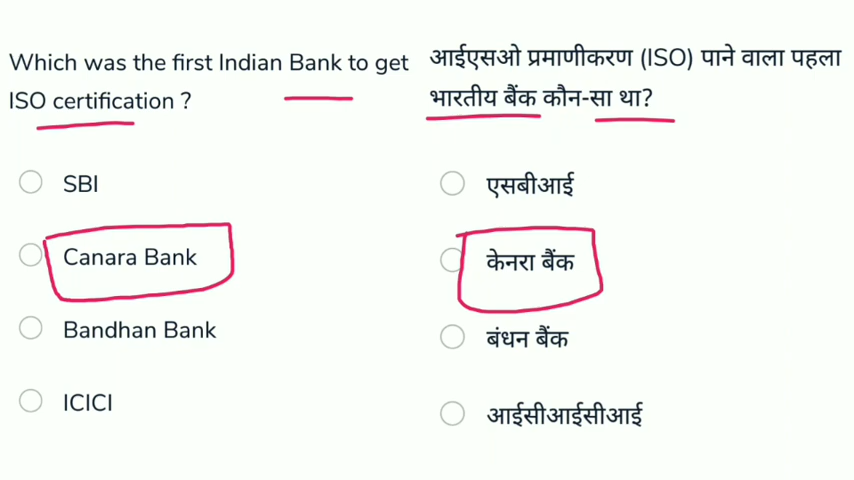 Which was the first Indian Bank to get
ISO certification ?
SBI
Canara Bank
Bandhan Bank
ICICI
आईएसओ प्रमाणीकरण (ISO) पाने वाला पहला
भारतीय बैंक कौन-सा था?
एसबीआई
केनरा बैंक
बंधन बैंक
आईसीआईसीआई